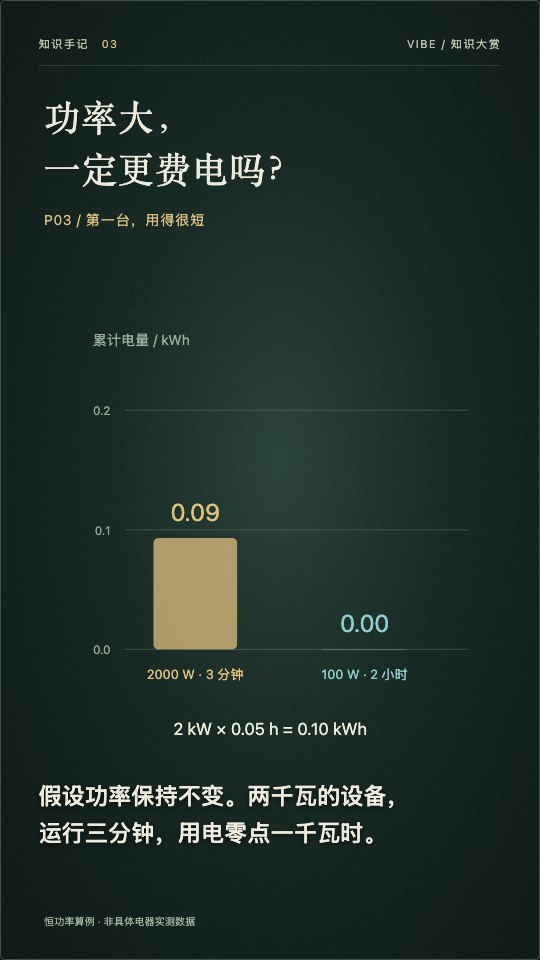 知识手记 03
VIBE / 知识大赏
功率大，
一定更费电吗?
P03 / 第一台，用得很短
累计电量 / kWh
0.2
0.09
0.1
0.00
0.0
2000 W · 3 分钟
100 W · 2 小时
2 kW × 0.05 h = 0.10 kWh
假设功率保持不变。两千瓦的设备，
运行三分钟，用电零点一千瓦时。
恒功率算例 · 非具体电器实测数据